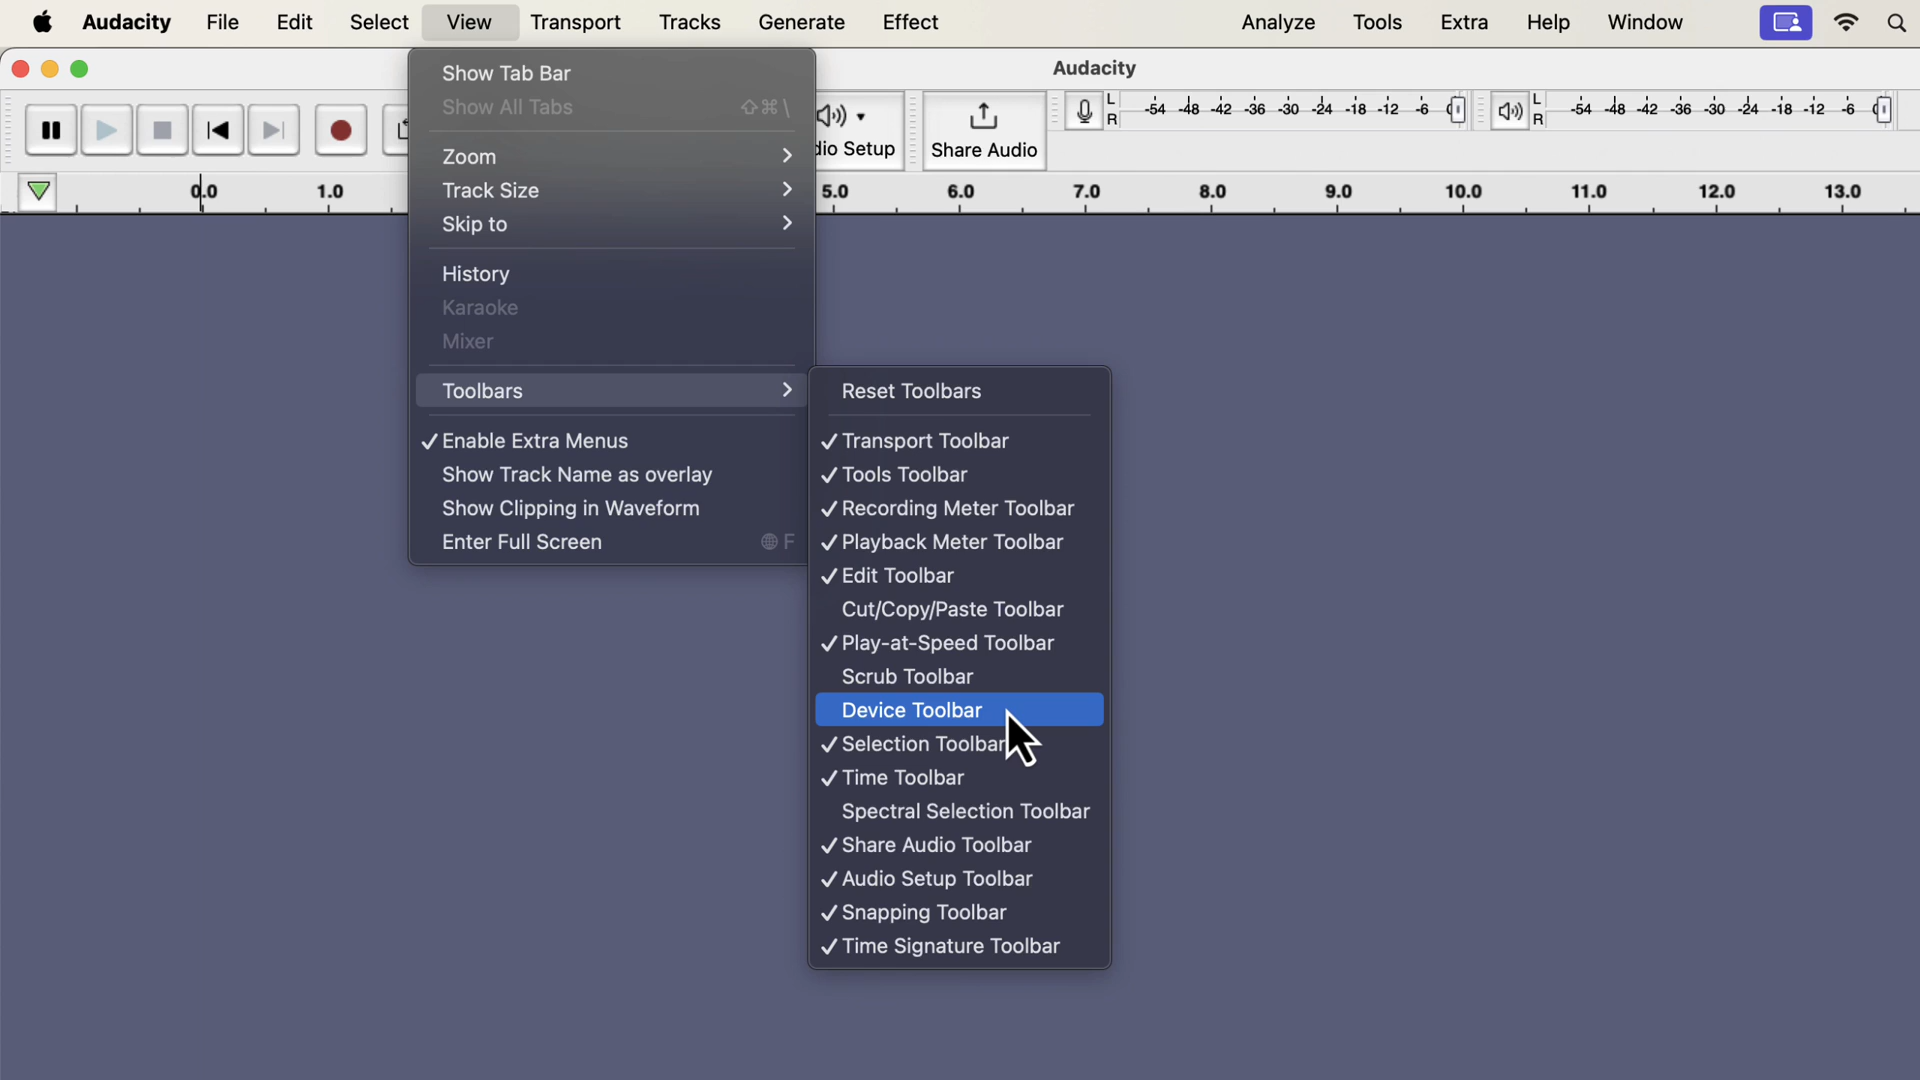 Audacity File Edit Select View Transport Tracks Generate Effect Analyze Tools Extra Help Window
Audacity
Show Tab Bar
Show All Tabs ⇧⌘\
Zoom
Track Size
Skip to
History
Karaoke
Mixer
Toolbars
✓ Enable Extra Menus
Show Track Name as overlay
Show Clipping in Waveform
Enter Full Screen F
Reset Toolbars
✓ Transport Toolbar
✓ Tools Toolbar
✓ Recording Meter Toolbar
✓ Playback Meter Toolbar
✓ Edit Toolbar
Cut/Copy/Paste Toolbar
✓ Play-at-Speed Toolbar
Scrub Toolbar
Device Toolbar
✓ Selection Toolbar
✓ Time Toolbar
Spectral Selection Toolbar
✓ Share Audio Toolbar
✓ Audio Setup Toolbar
✓ Snapping Toolbar
✓ Time Signature Toolbar
dio Setup
Share Audio
L
R
-54 -48 -42 -36 -30 -24 -18 -12 -6
L
R
-54 -48 -42 -36 -30 -24 -18 -12 -6
0.0 1.0 5.0 6.0 7.0 8.0 9.0 10.0 11.0 12.0 13.0